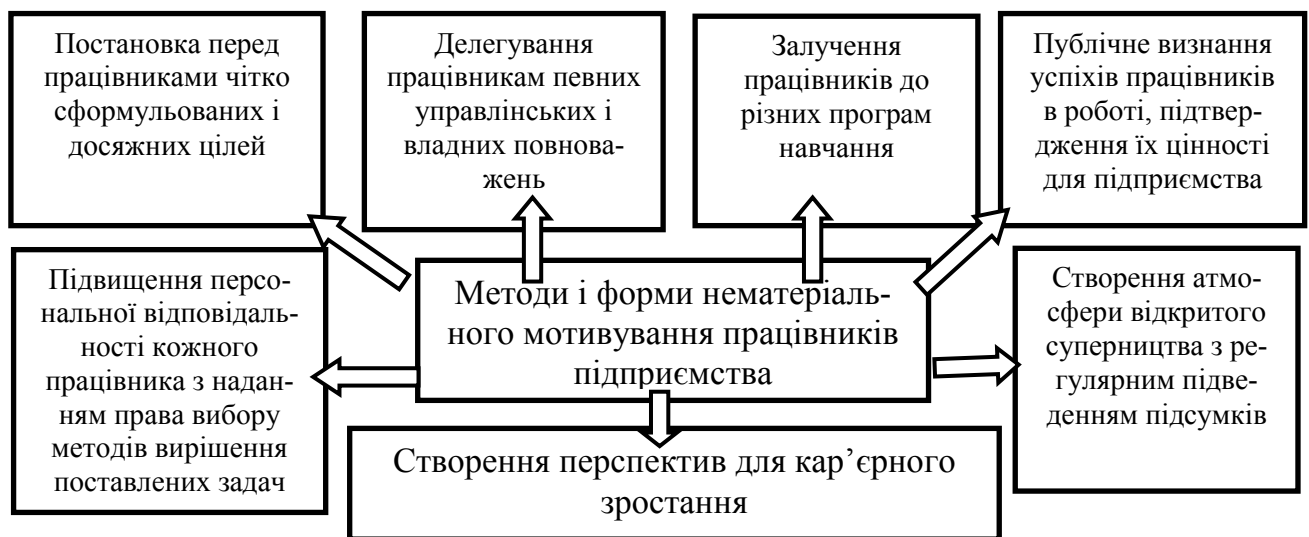 Постановка перед
працівниками чітко
сформульованих і
досяжних цілей
Делегування
працівникам певних
управлінських і
владних повнова-
жень
Залучення
працівників до
різних програм
навчання
Публічне визнання
успіхів працівників
в роботі, підтвер-
дження їх цінності
для підприємства
Підвищення персо-
нальної відповідаль-
ності кожного
працівника з надан-
ням права вибору
методів вирішення
поставлених задач
Методи і форми нематеріаль-
ного мотивування працівників
підприємства
Створення атмо-
сфери відкритого
суперництва з ре-
гулярним підве-
денням підсумків
Створення перспектив для кар’єрного
зростання